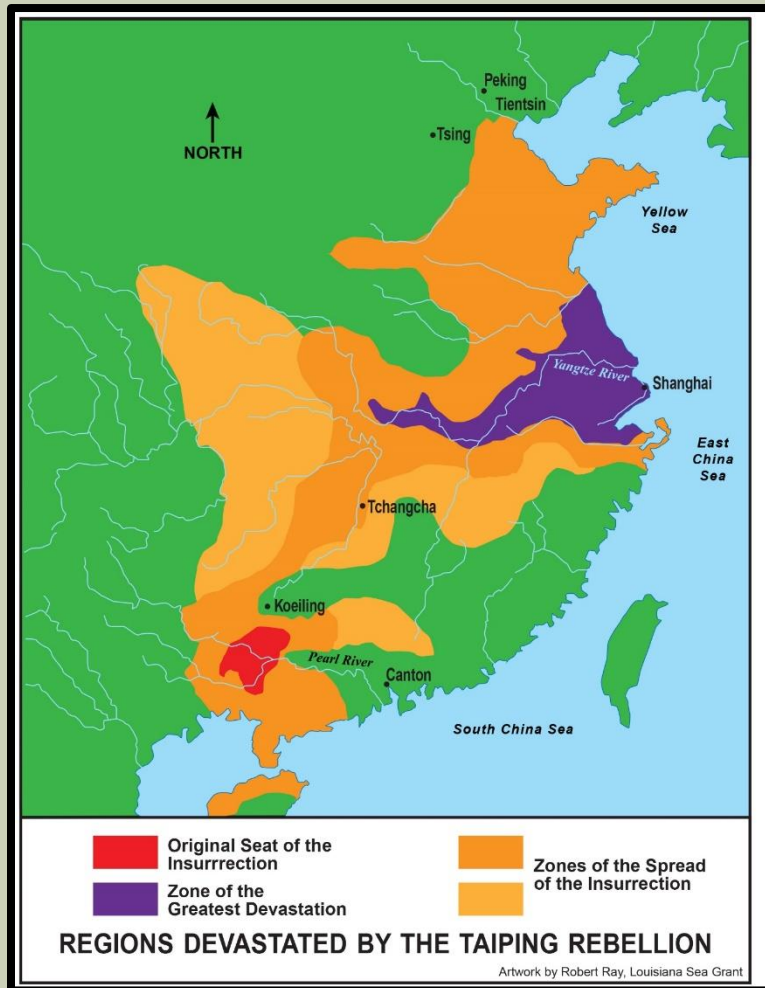 Peking
Tientsin
Tsing
NORTH
Yellow
Sea
Yangtze River
Shanghai
East
China
Sea
Tchangcha
Koeiling
Pearl River
Canton
South China Sea
Original Seat of the
Insurrrection
Zone of the
Greatest Devastation
Zones of the Spread
of the Insurrection
REGIONS DEVASTATED BY THE TAIPING REBELLION
Artwork by Robert Ray, Louisiana Sea Grant